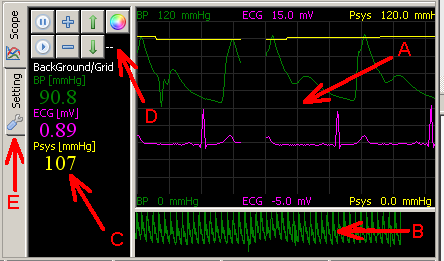 Scope
Setting
--
BackGround/Grid
BP [mmHg]
90.8
ECG [mV]
0.89
Psys [mmHg]
107
BP 120 mmHg ECG 15.0 mV Psys 120.0 mmHg
BP 0 mmHg ECG -5.0 mV Psys 0.0 mmHg
A
B
C
D
E